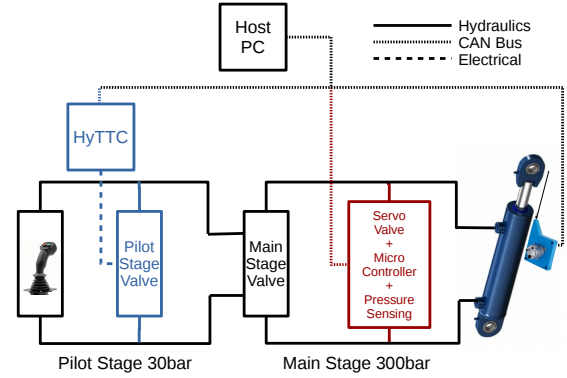 Host
PC
Hydraulics
CAN Bus
Electrical
HyTTC
Pilot
Stage
Valve
Main
Stage
Valve
Servo
Valve
+
Micro
Controller
+
Pressure
Sensing
Pilot Stage 30bar
Main Stage 300bar